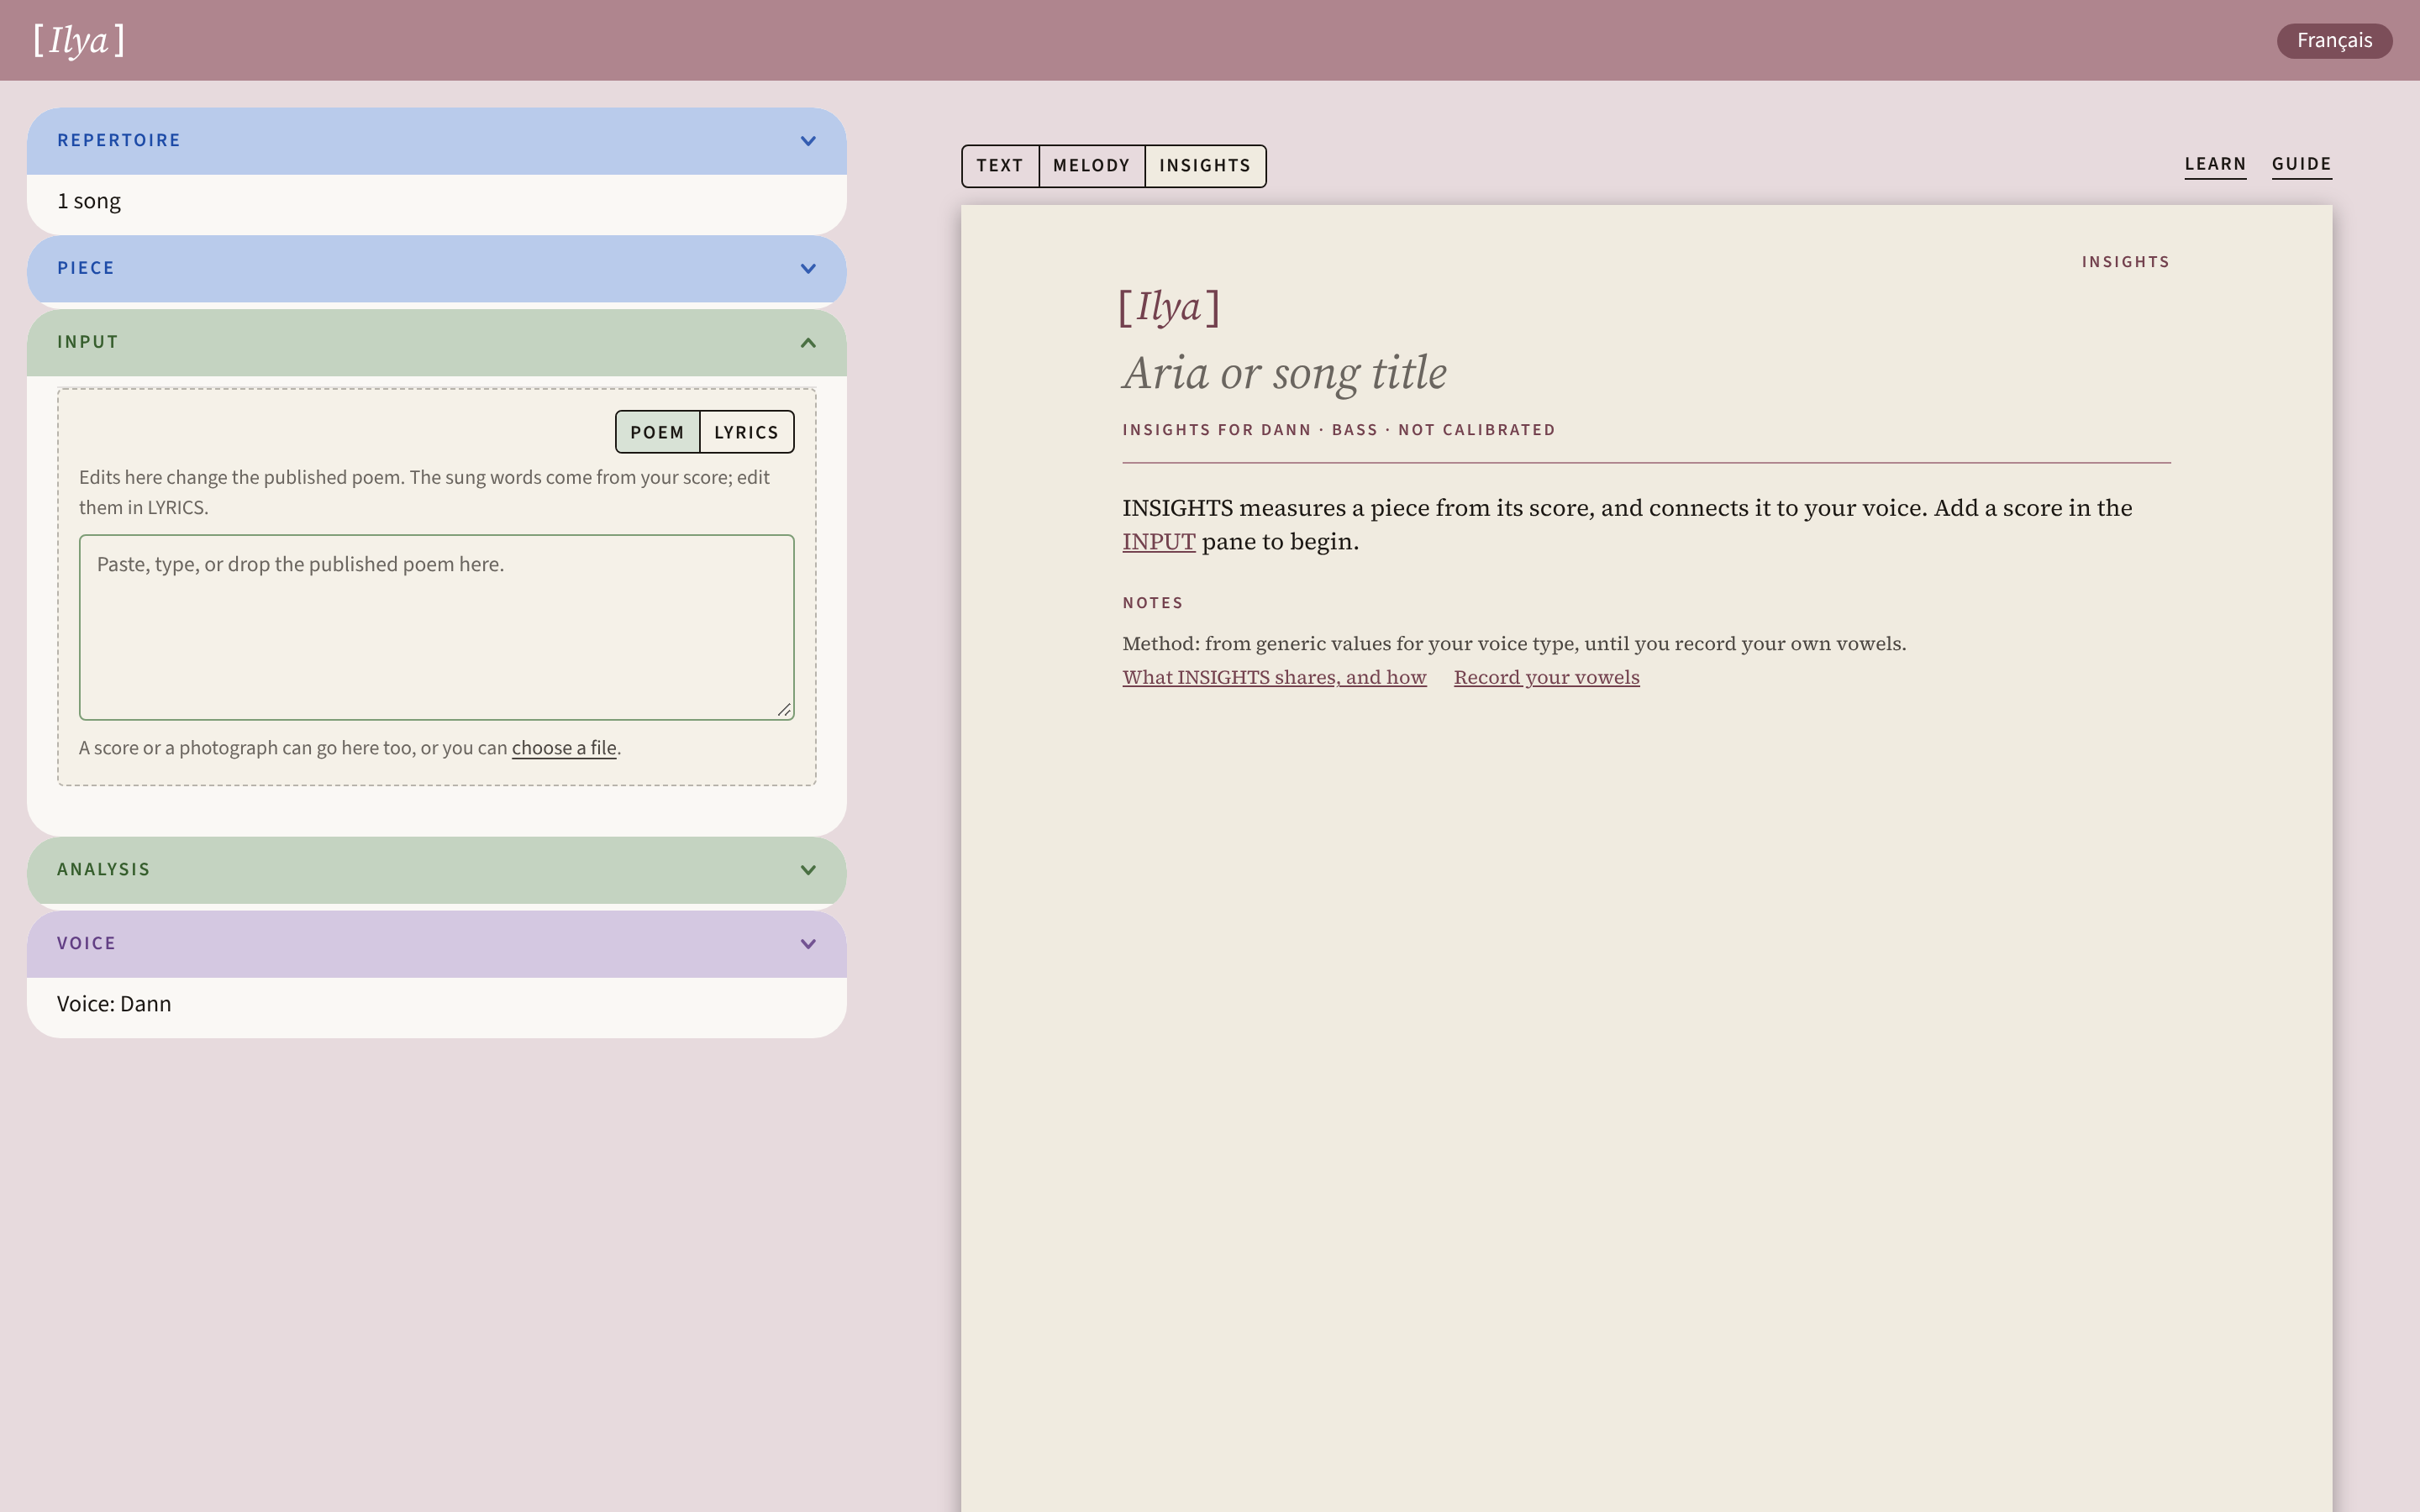 [Ilya]
Français
REPERTOIRE
1 song
PIECE
INPUT
POEM LYRICS
Edits here change the published poem. The sung words come from your score; edit
them in LYRICS.
Paste, type, or drop the published poem here.
A score or a photograph can go here too, or you can choose a file.
ANALYSIS
VOICE
Voice: Dann
TEXT MELODY INSIGHTS
LEARN GUIDE
INSIGHTS
[Ilya]
Aria or song title
INSIGHTS FOR DANN · BASS · NOT CALIBRATED
INSIGHTS measures a piece from its score, and connects it to your voice. Add a score in the
INPUT pane to begin.
NOTES
Method: from generic values for your voice type, until you record your own vowels.
What INSIGHTS shares, and how Record your vowels